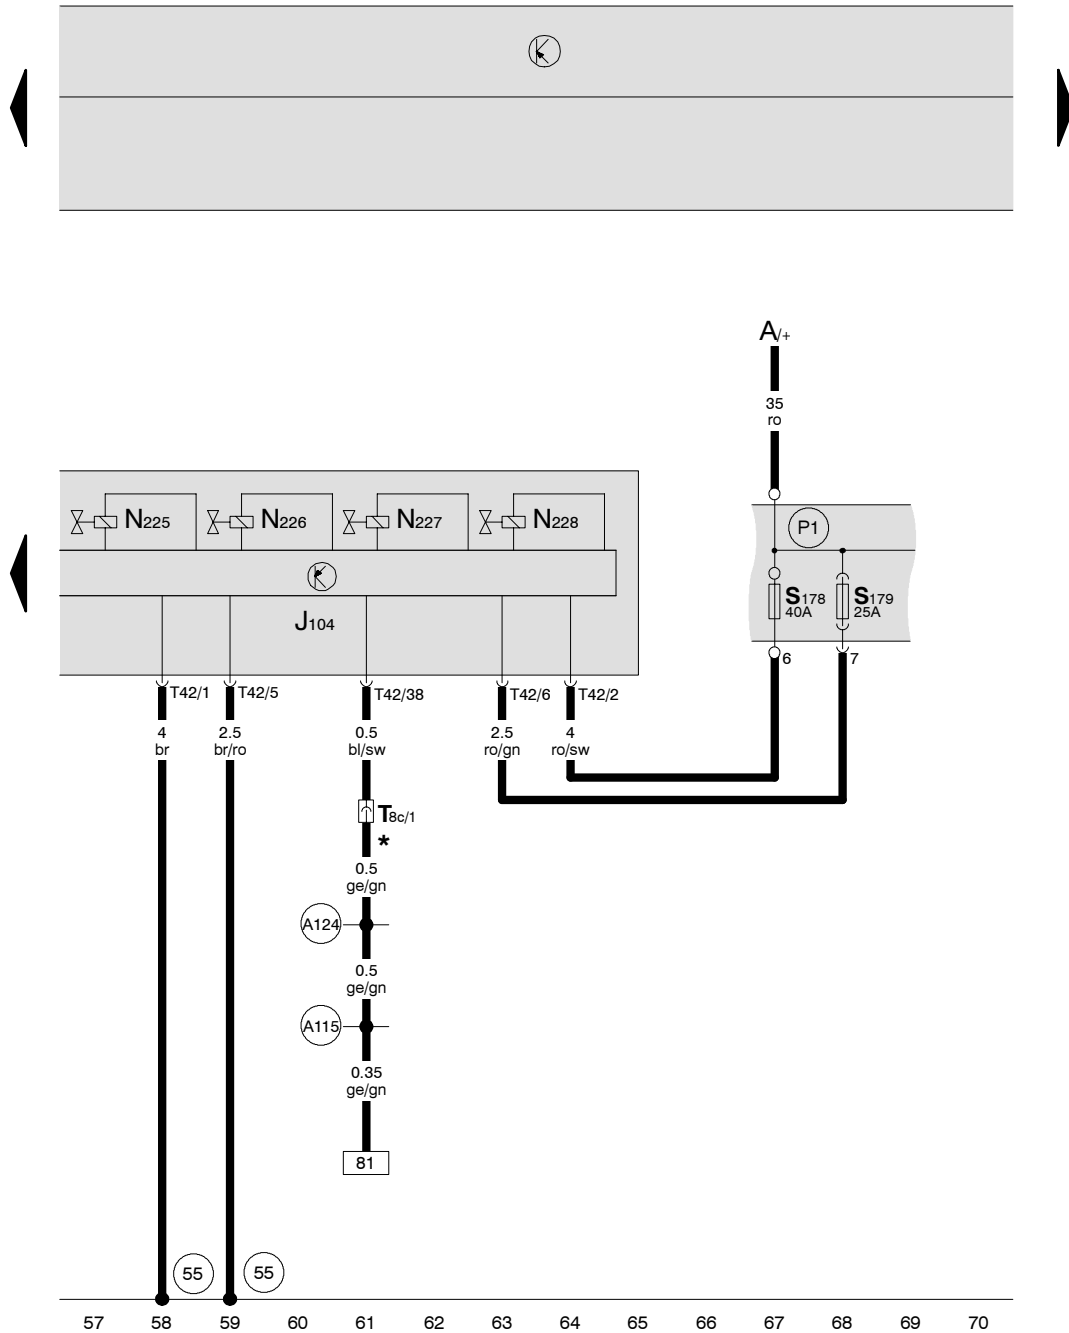 A/+
35
ro
N225
N226
N227
N228
P1
S178
40A
S179
25A
J104
6
7
T42/1
T42/5
T42/38
T42/6
T42/2
4
br
2.5
br/ro
0.5
bl/sw
2.5
ro/gn
4
ro/sw
T8c/1
*
0.5
ge/gn
A124
0.5
ge/gn
A115
0.35
ge/gn
81
55
55
57 58 59 60 61 62 63 64 65 66 67 68 69 70